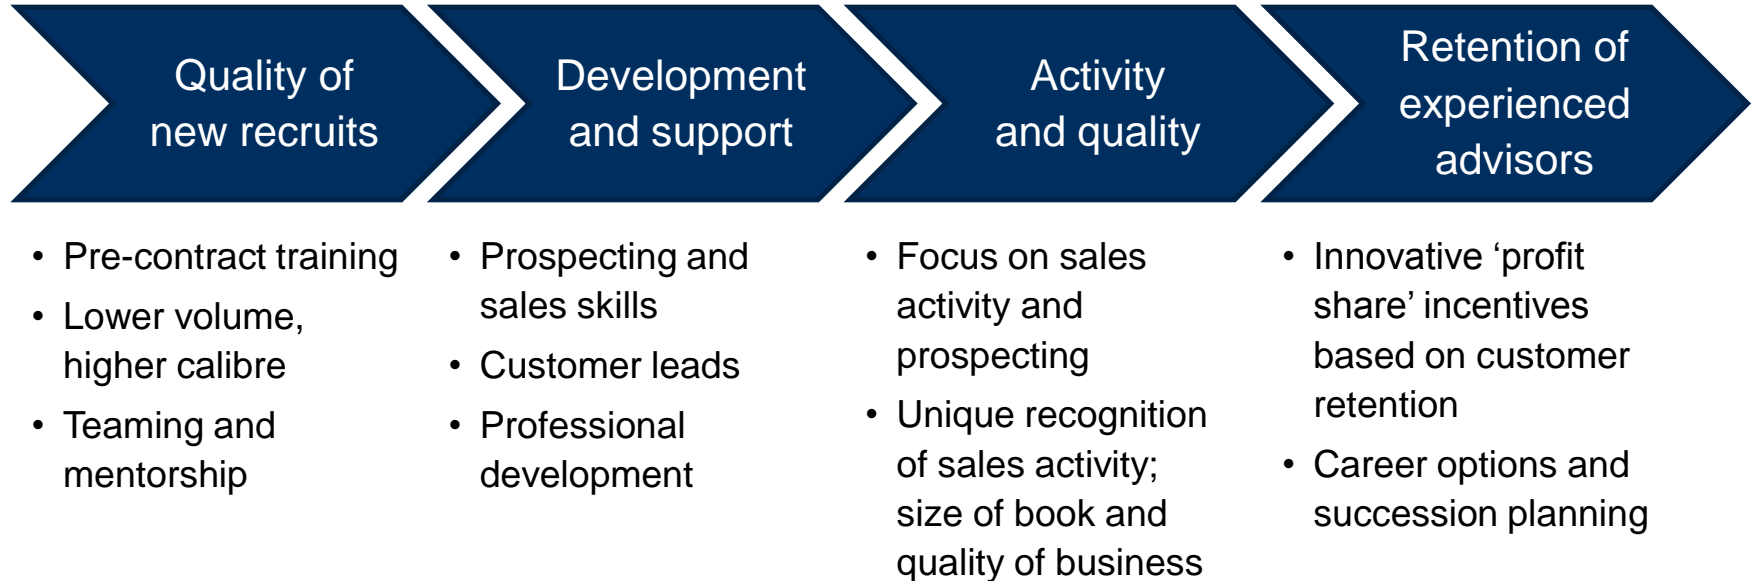 Quality of
new recruits
Development
and support
Activity
and quality
Retention of
experienced
advisors
• Pre-contract training
• Lower volume,
higher calibre
• Teaming and
mentorship
• Prospecting and
sales skills
• Customer leads
• Professional
development
• Focus on sales
activity and
prospecting
• Unique recognition
of sales activity;
size of book and
quality of business
• Innovative ‘profit
share’ incentives
based on customer
retention
• Career options and
succession planning